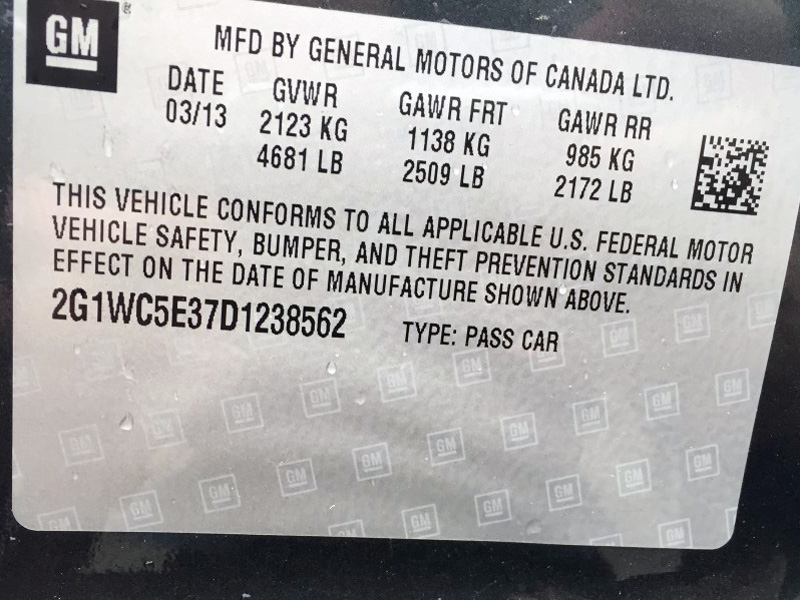 GM
MFD BY GENERAL MOTORS OF CANADA LTD.
DATE GVWR GAWR FRT GAWR RR
03/13 2123 KG 1138 KG 985 KG
4681 LB 2509 LB 2172 LB
THIS VEHICLE CONFORMS TO ALL APPLICABLE U.S. FEDERAL MOTOR
VEHICLE SAFETY, BUMPER, AND THEFT PREVENTION STANDARDS IN
EFFECT ON THE DATE OF MANUFACTURE SHOWN ABOVE.
2G1WC5E37D1238562 TYPE: PASS CAR